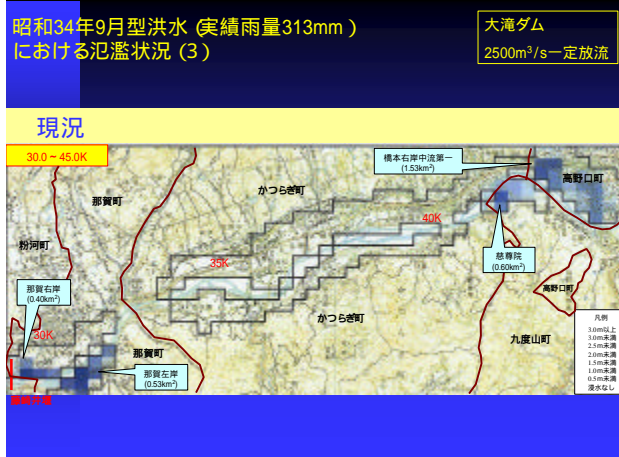 昭和34年9月型洪水（実績雨量313mm）
における氾濫状況（3）
大滝ダム
2500m³/s一定放流
現況
30.0～45.0K
橋本右岸中流第一
(1.53km²)
高野口町
かつらぎ町
那賀町
40K
粉河町
慈尊院
(0.60km²)
35K
那賀右岸
(0.40km²)
高野口町
かつらぎ町
30K
九度山町
那賀町
那賀左岸
(0.53km²)
凡例
3.0m以上
3.0m未満
2.5m未満
2.0m未満
1.5m未満
1.0m未満
0.5m未満
浸水なし